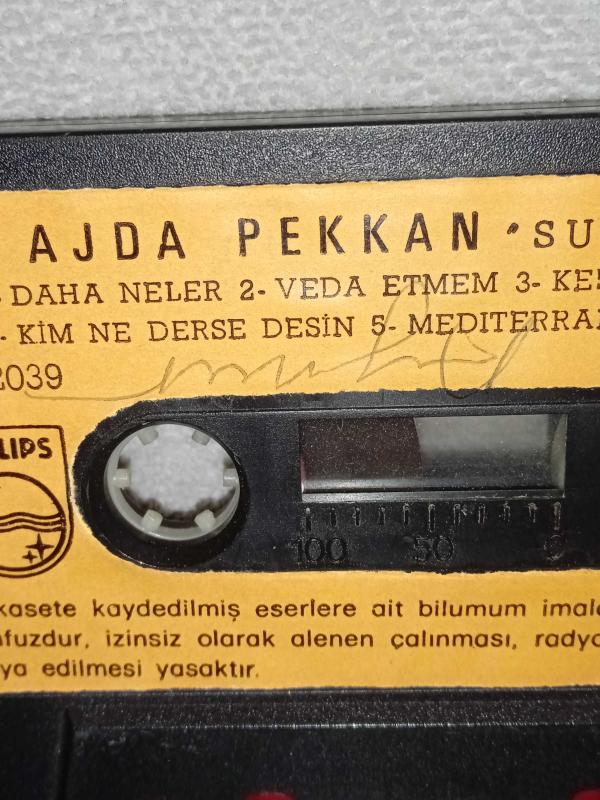 AJDA PEKKAN "SU
DAHA NELER 2- VEDA ETMEM 3- KE
- KİM NE DERSE DESİN 5- MEDITERRA
2039
LIPS
100 50 0
kasete kaydedilmiş eserlere ait bilumum imal
fuzdur, izinsiz olarak alenen çalınması, radyo
ya edilmesi yasaktır.